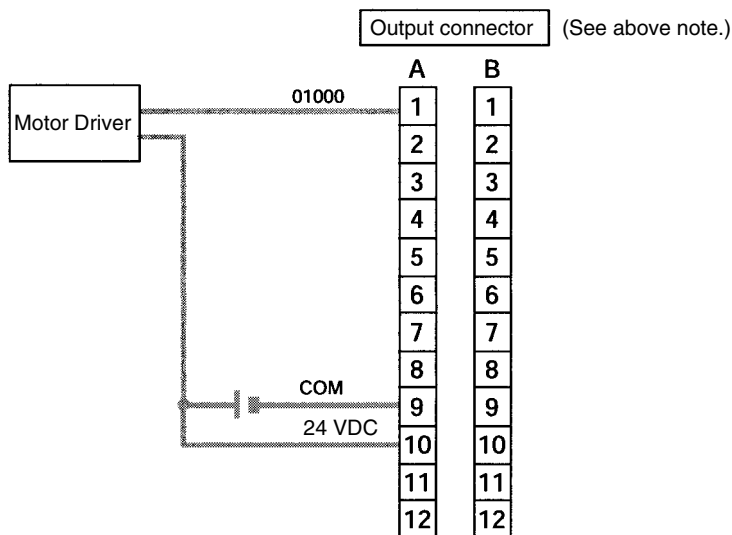 Output connector (See above note.)
A B
01000
Motor Driver
1 1
2 2
3 3
4 4
5 5
6 6
7 7
8 8
COM
9 9
24 VDC
10 10
11 11
12 12